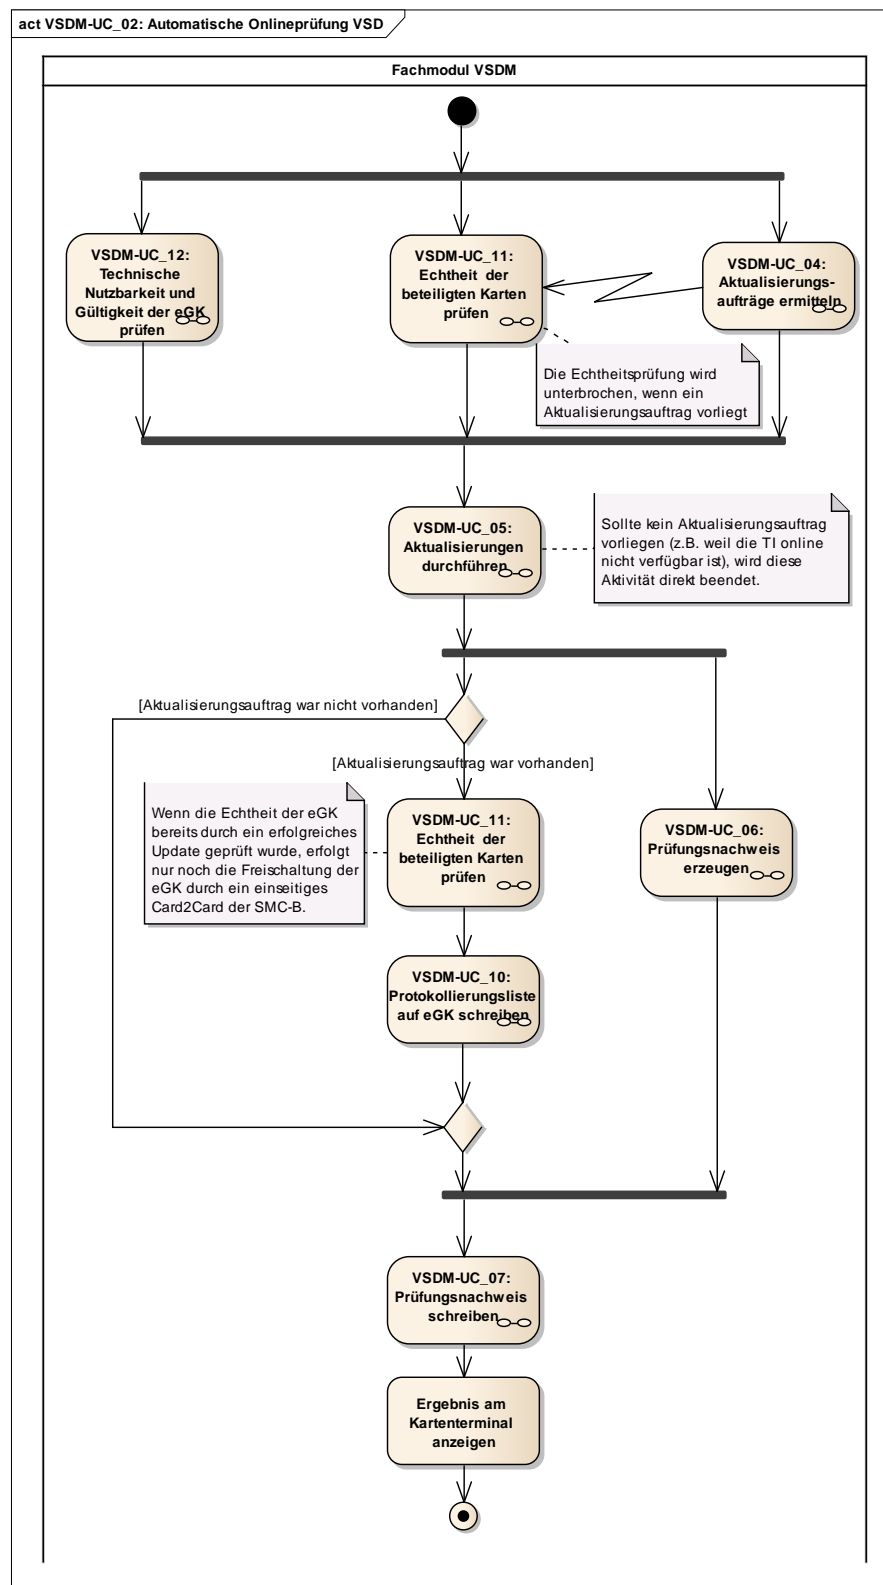 act VSDM-UC_02: Automatische Onlineprüfung VSD
Fachmodul VSDM
VSDM-UC_12:
Technische
Nutzbarkeit und
Gültigkeit der eGK
prüfen
VSDM-UC_11:
Echtheit der
beteiligten Karten
prüfen
VSDM-UC_04:
Aktualisierungs-
aufträge ermitteln
Die Echtheitsprüfung wird
unterbrochen, wenn ein
Aktualisierungsauftrag vorliegt
VSDM-UC_05:
Aktualisierungen
durchführen
Sollte kein Aktualisierungsauftrag
vorliegen (z.B. weil die TI online
nicht verfügbar ist), wird diese
Aktivität direkt beendet.
[Aktualisierungsauftrag war nicht vorhanden]
[Aktualisierungsauftrag war vorhanden]
Wenn die Echtheit der eGK
bereits durch ein erfolgreiches
Update geprüft wurde, erfolgt
nur noch die Freischaltung der
eGK durch ein einseitiges
Card2Card der SMC-B.
VSDM-UC_11:
Echtheit der
beteiligten Karten
prüfen
VSDM-UC_06:
Prüfungsnachweis
erzeugen
VSDM-UC_10:
Protokollierungsliste
auf eGK schreiben
VSDM-UC_07:
Prüfungsnachweis
schreiben
Ergebnis am
Kartenterminal
anzeigen